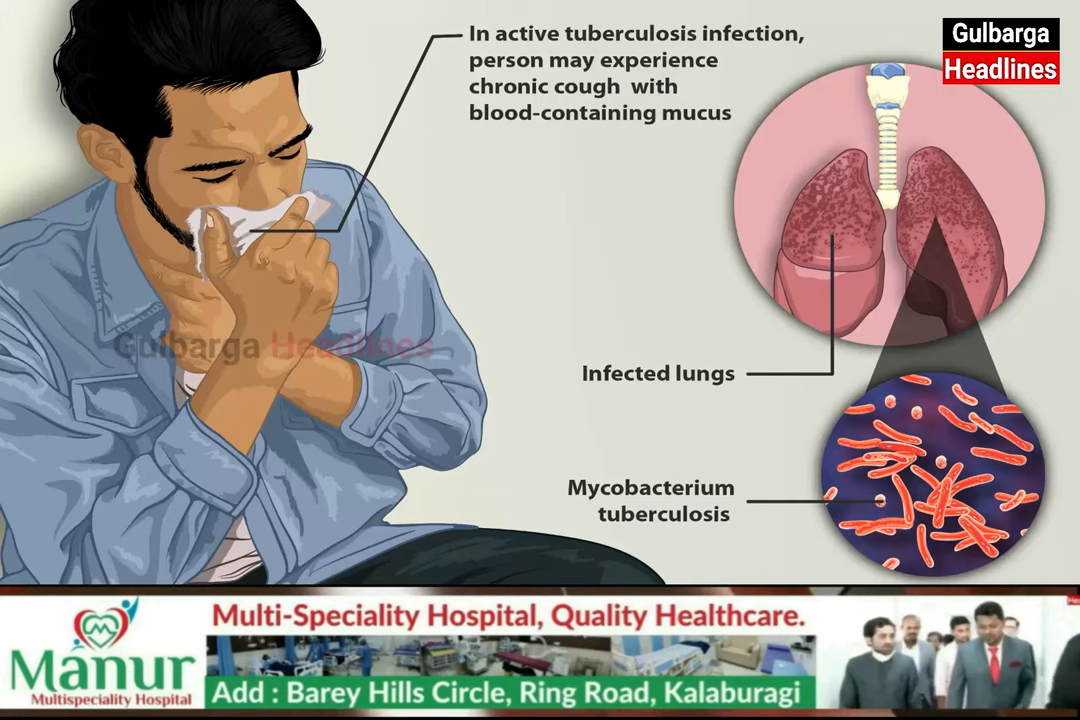 In active tuberculosis infection,
person may experience
chronic cough with
blood-containing mucus
Gulbarga
Headlines
Gulbarga Headlines
Infected lungs
Mycobacterium
tuberculosis
Manur
Multispeciality Hospital
Multi-Speciality Hospital, Quality Healthcare.
Add : Barey Hills Circle, Ring Road, Kalaburagi